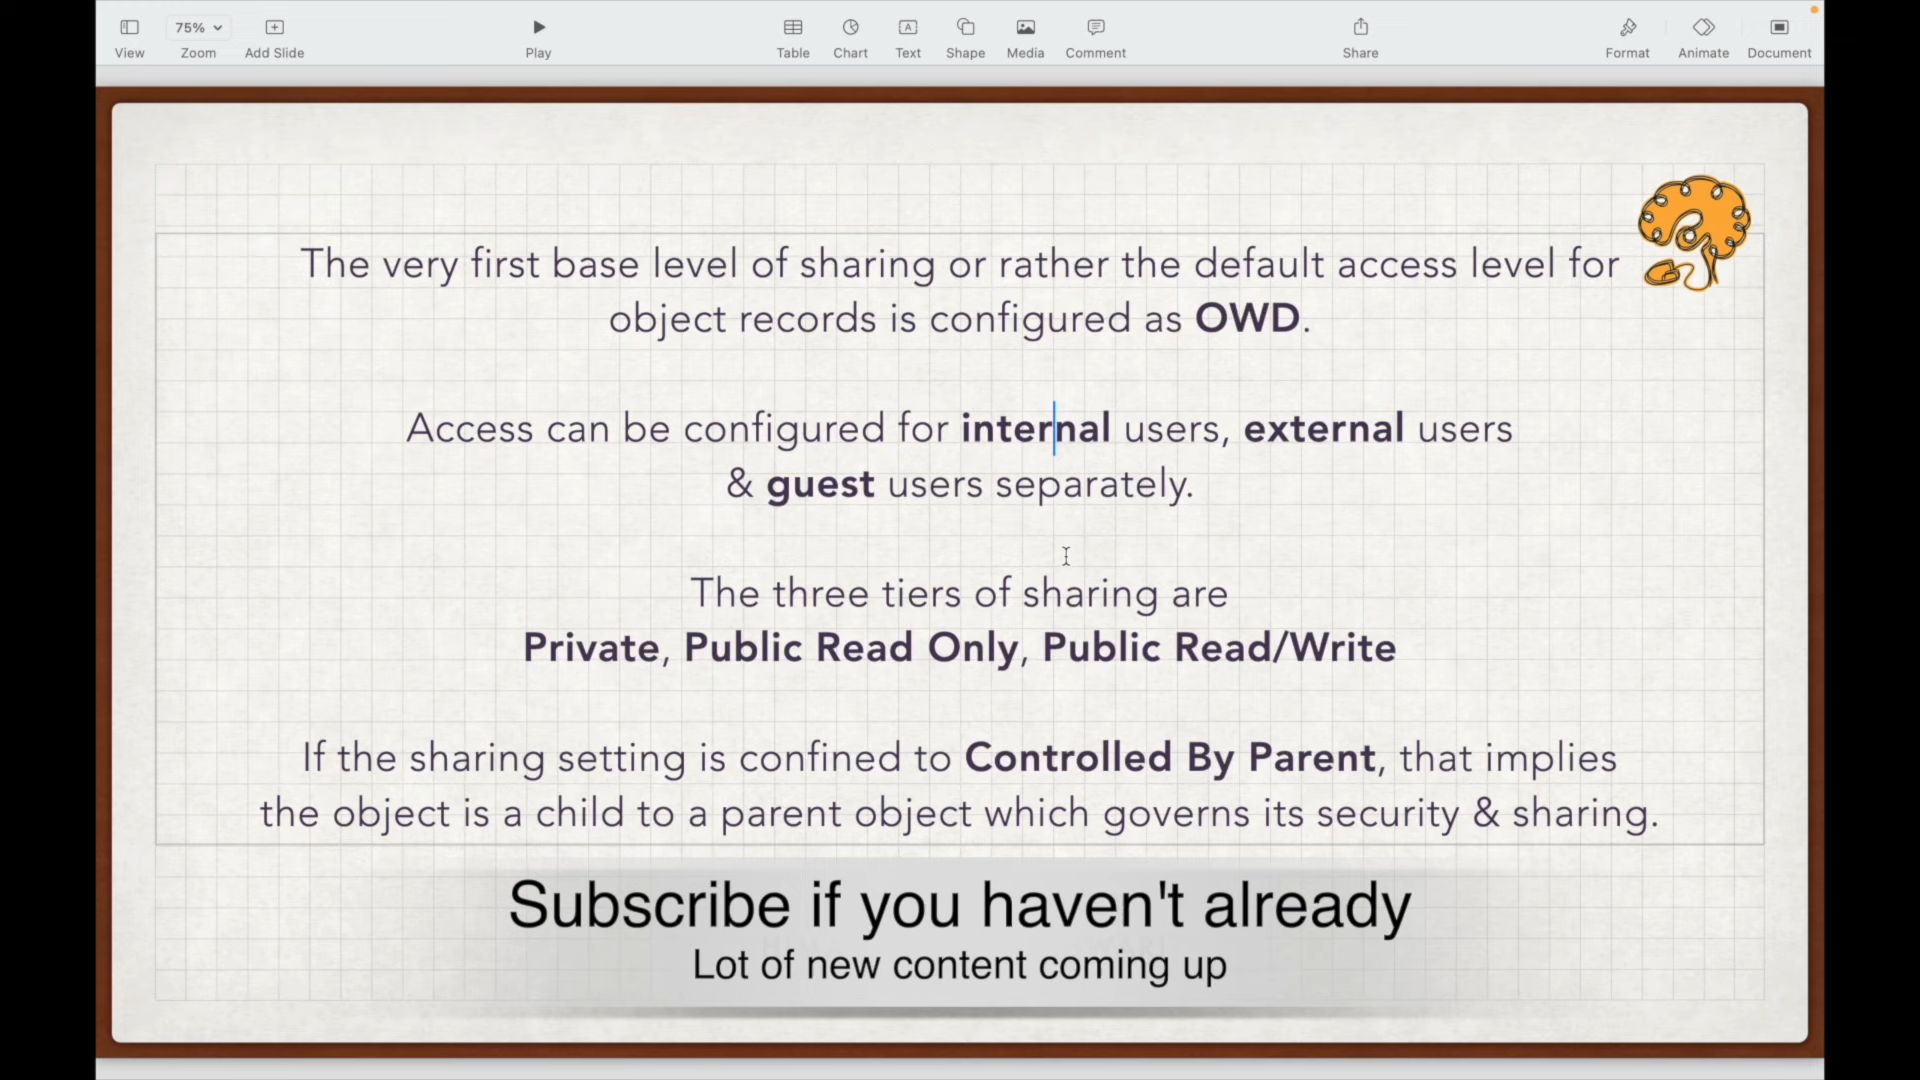 View
75%
Zoom
Add Slide
Play
Table
Chart
Text
Shape
Media
Comment
Share
Format
Animate
Document
The very first base level of sharing or rather the default access level for
object records is configured as OWD.
Access can be configured for internal users, external users
& guest users separately.
The three tiers of sharing are
Private, Public Read Only, Public Read/Write
If the sharing setting is confined to Controlled By Parent, that implies
the object is a child to a parent object which governs its security & sharing.
Subscribe if you haven't already
Lot of new content coming up